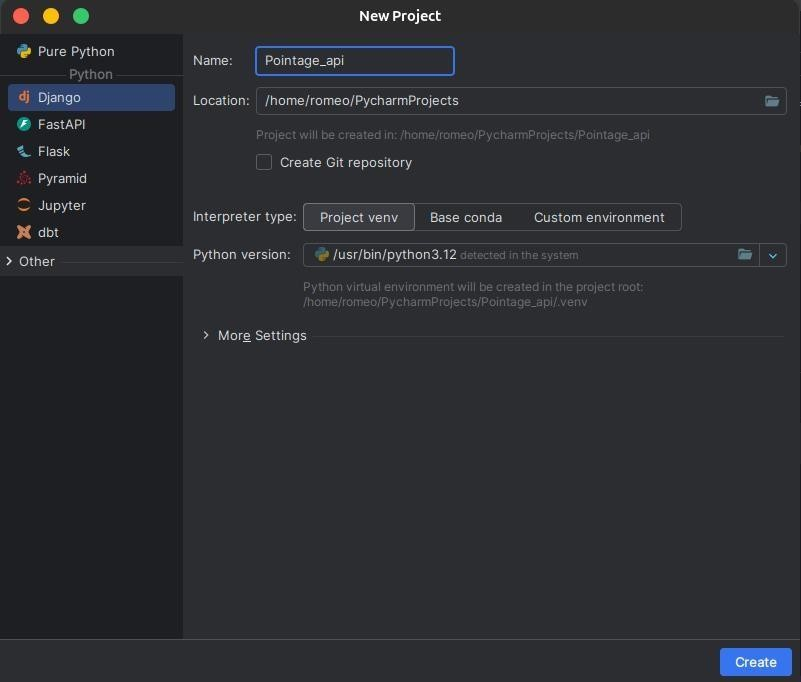 New Project
Pure Python
Python
Django
FastAPI
Flask
Pyramid
Jupyter
dbt
Other
Name: Pointage_api
Location: /home/romeo/PycharmProjects
Project will be created in: /home/romeo/PycharmProjects/Pointage_api
Create Git repository
Interpreter type: Project venv Base conda Custom environment
Python version: /usr/bin/python3.12 detected in the system
Python virtual environment will be created in the project root:
/home/romeo/PycharmProjects/Pointage_api/.venv
More Settings
Create